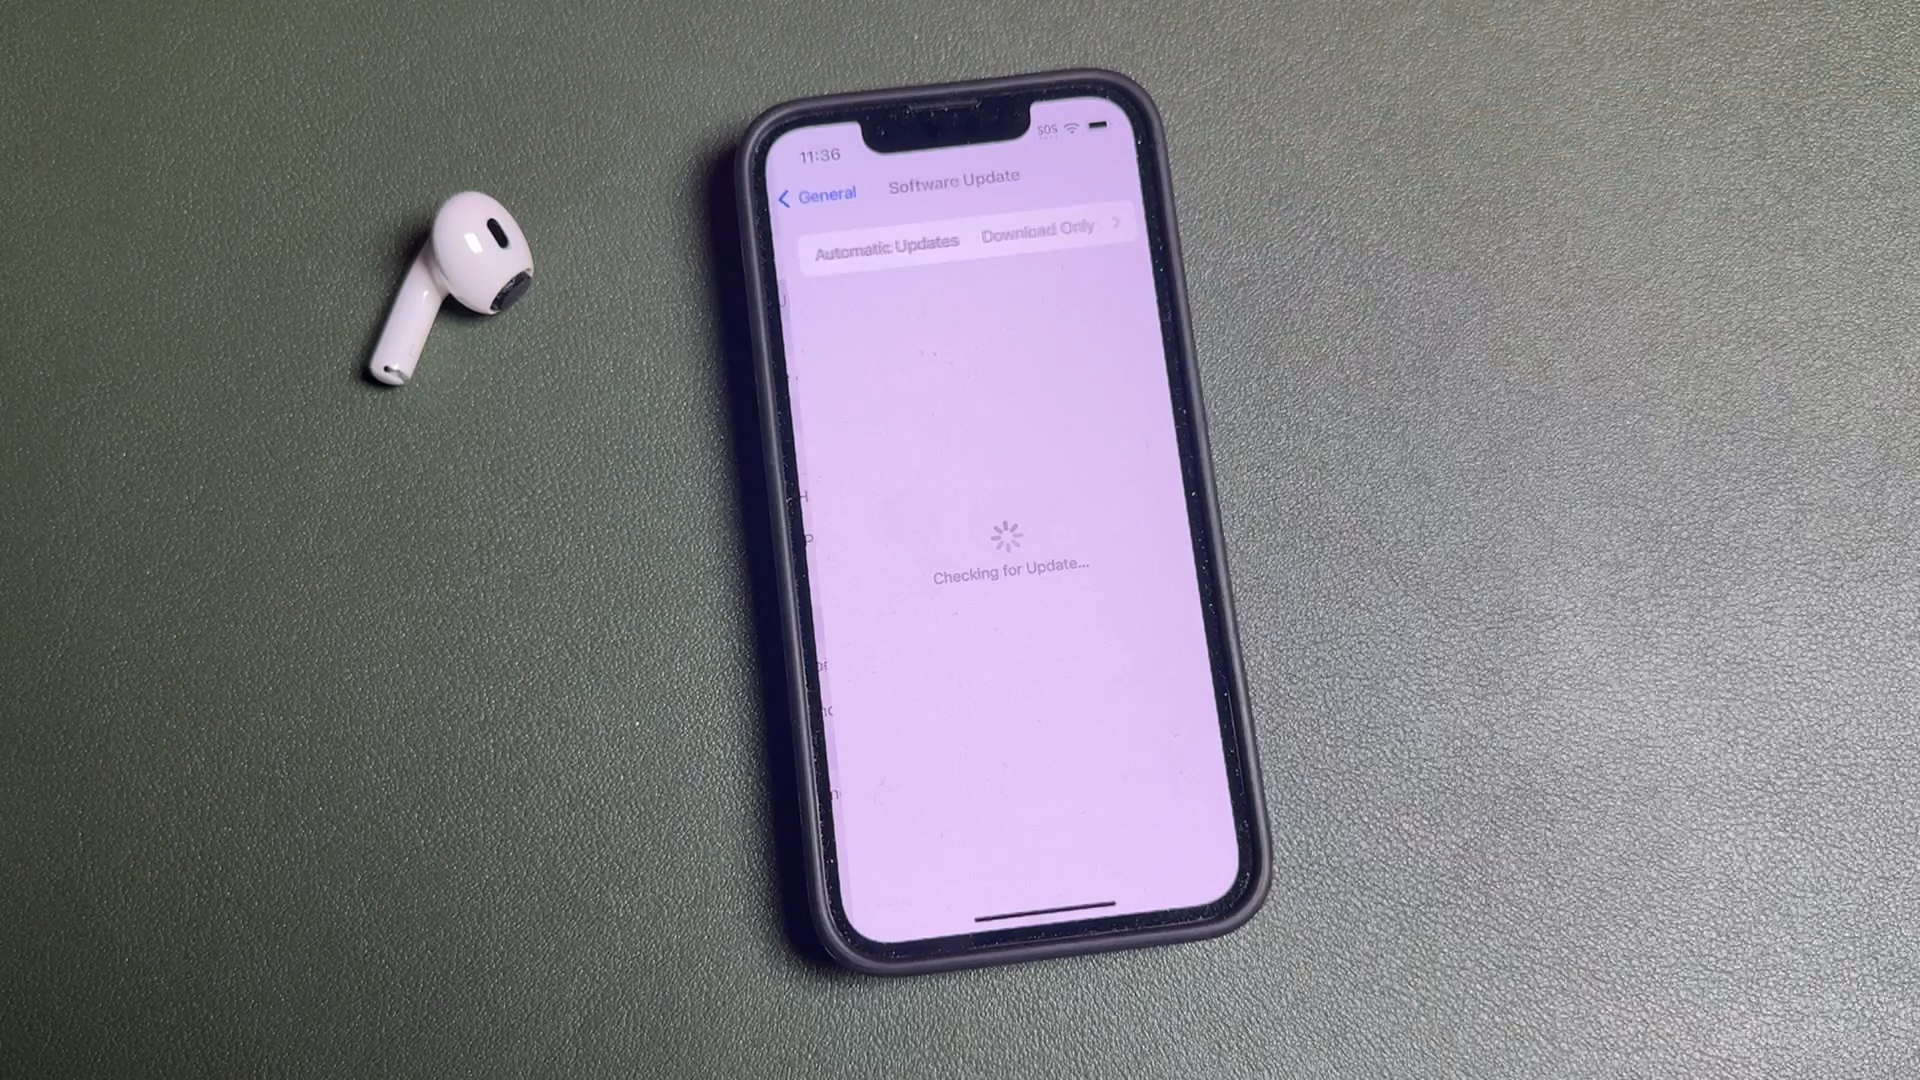 SOS
11:36
General
Software Update
Automatic Updates
Download Only
Checking for Update...